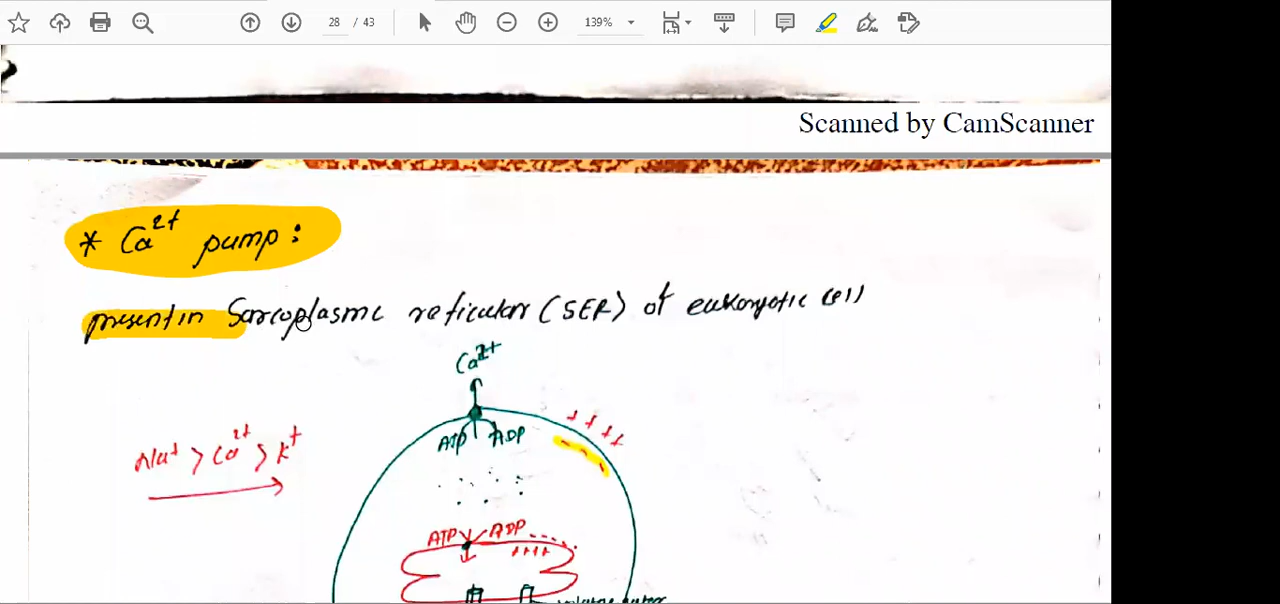 28 / 43
139%
Scanned by CamScanner
* Ca2+ pump:
present in Sarcoplasmic reticulum (SER) of eukaryotic cell
Ca2+
ATP ADP
+ + + +
Na+ > Ca2+ > K+
ATP ADP
++++